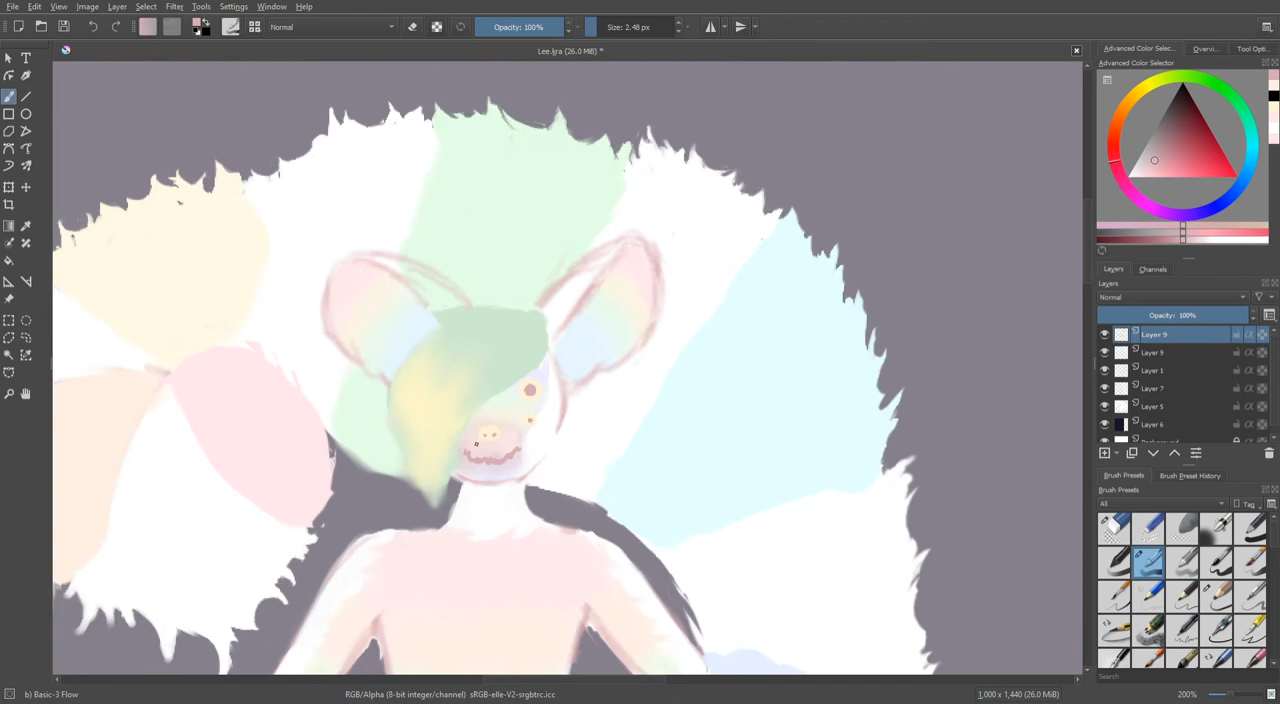 File Edit View Image Layer Select Filter Tools Settings Window Help
Normal Opacity: 100% Size: 2.48 px
Lee.kra (26.0 MiB) *
Advanced Color Selec... Overvi... Tool Opti...
Advanced Color Selector
Layers Channels
Layers
Normal
Opacity: 100%
Layer 9
Layer 9
Layer 1
Layer 7
Layer 5
Layer 6
Background
Brush Presets Brush Preset History
Brush Presets
All Tag
Search
b) Basic-3 Flow RGB/Alpha (8-bit integer/channel) sRGB-elle-V2-srgbtrc.icc 1,000 x 1,440 (26.0 MiB) 200%